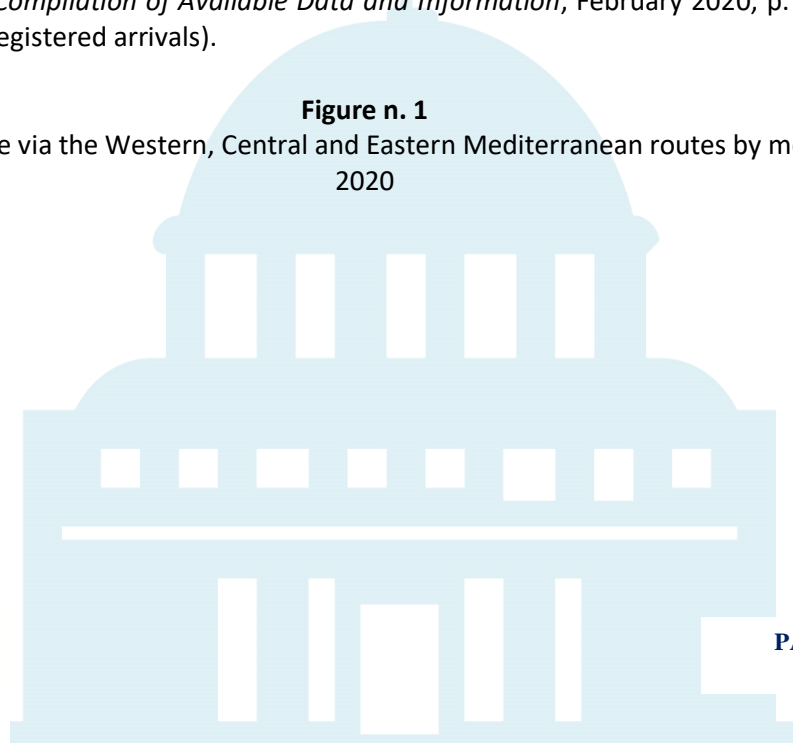 Compilation of Available Data and Information, February 2020, p.
egistered arrivals).
Figure n. 1
e via the Western, Central and Eastern Mediterranean routes by m
2020
PA